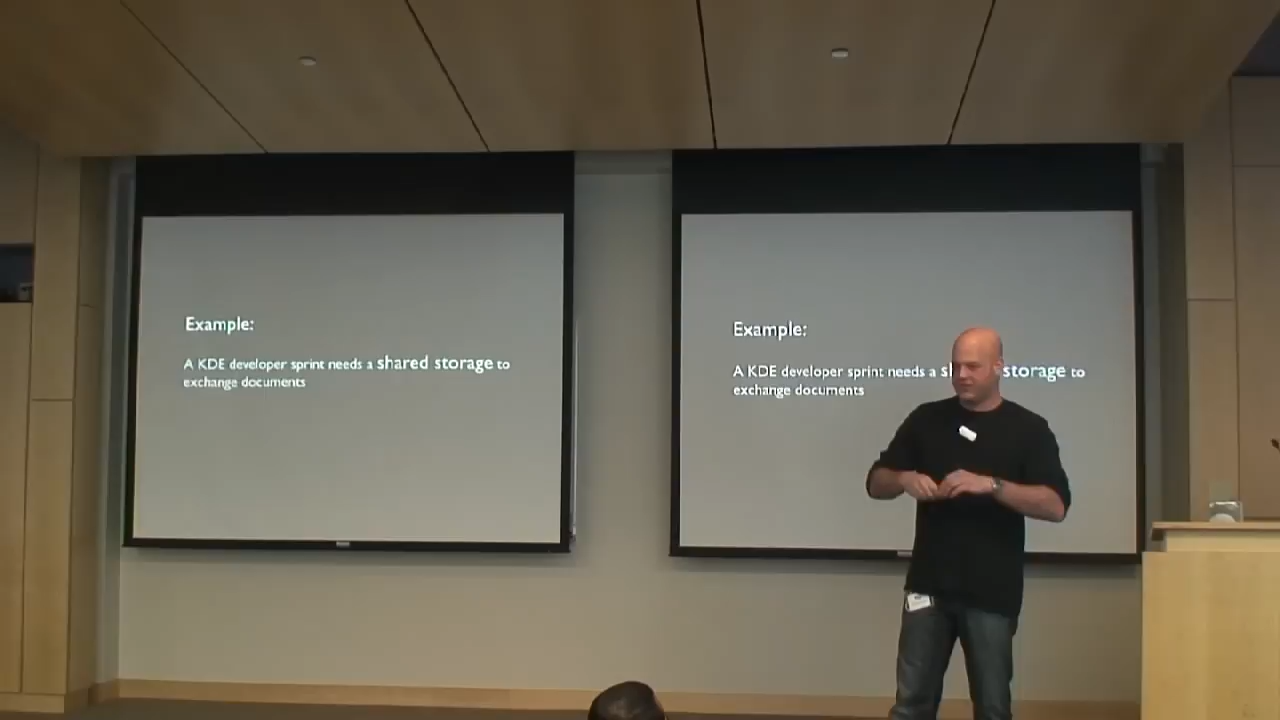 Example:
A KDE developer sprint needs a shared storage to
exchange documents
Example:
A KDE developer sprint needs a s storage to
exchange documents